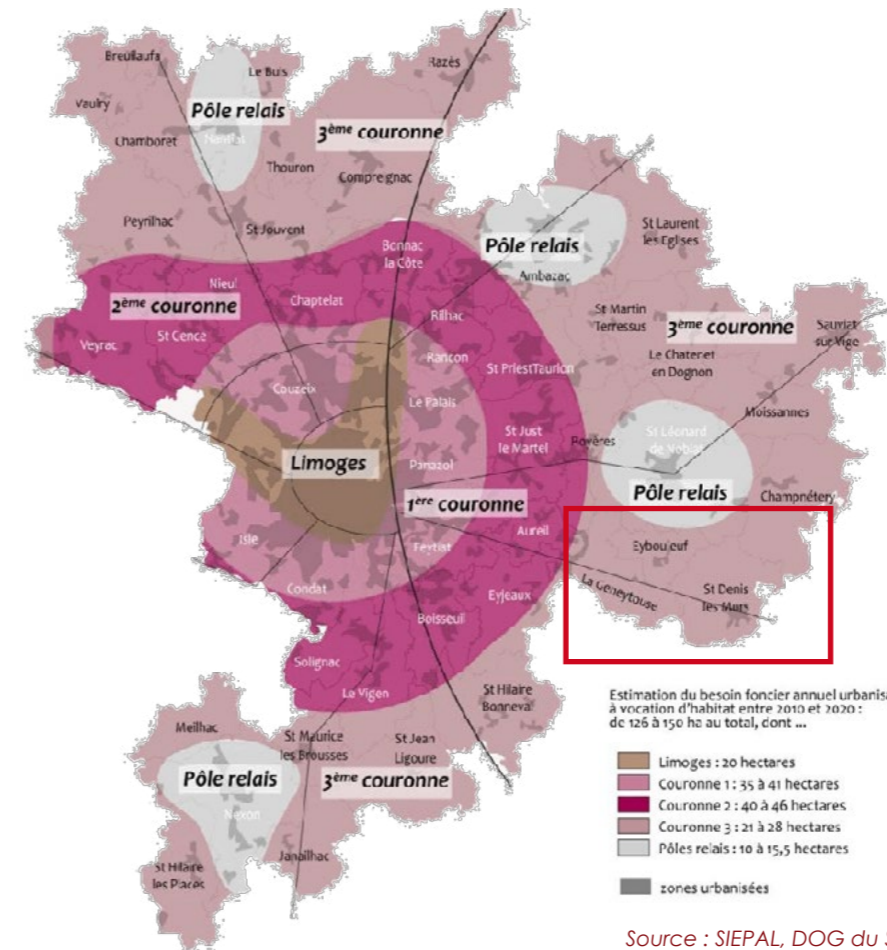 Breuilaufa
Le Buis
Razès
Vaulry
Pôle relais
Nantiat
Chamboret
3ème couronne
Thouron
Compreignac
Peyrilhac
St Jouvent
St Laurent
les Eglises
Pôle relais
Ambazac
Bonnac
la Côte
Nieul
2ème couronne
Chaptelat
Rilhac
Rancon
St Martin
Terressus
3ème couronne
Sauviat
sur Vige
Veyrac
St Gence
Le Chatenet
en Dognon
St PriestTaurion
Couzeix
Le Palais
Moissannes
St Just
le Martel
Royères
St Léonard
de Noblat
Limoges
Panazol
Pôle relais
Champnétery
1ère couronne
Aureil
Isle
Feytiat
Eybouleuf
La Geneytouse
St Denis
les Murs
Condat
Eyjeaux
Boisseuil
Solignac
Le Vigen
St Hilaire
Bonneval
Meilhac
St Maurice
les Brousses
St Jean
Ligoure
Pôle relais
3ème couronne
Nexon
Janailhac
St Hilaire
les Places
Estimation du besoin foncier annuel urbanis
à vocation d'habitat entre 2010 et 2020 :
de 126 à 150 ha au total, dont ...
Limoges : 20 hectares
Couronne 1 : 35 à 41 hectares
Couronne 2 : 40 à 46 hectares
Couronne 3 : 21 à 28 hectares
Pôles relais : 10 à 15,5 hectares
zones urbanisées
Source : SIEPAL, DOG du